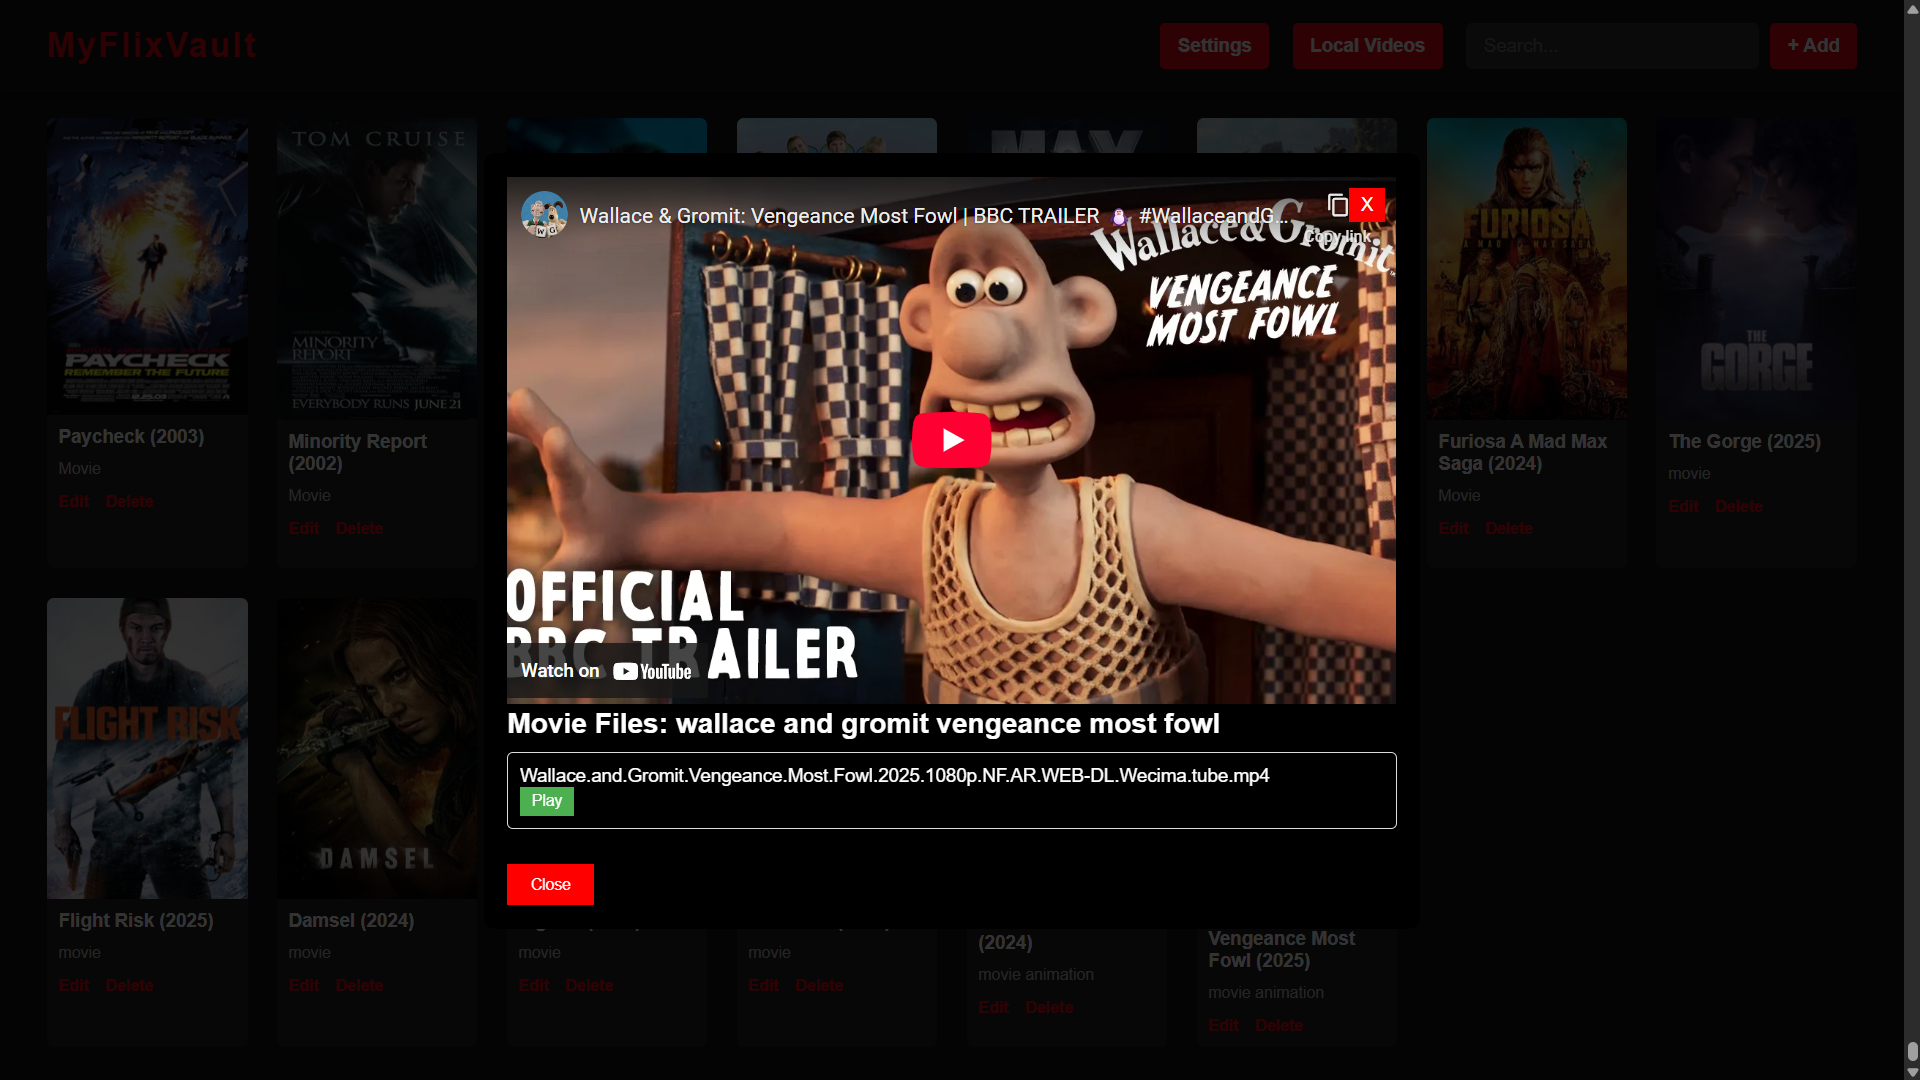 MyFlixVault
Settings
Local Videos
Search...
+ Add
TOM CRUISE
MAX
Wallace & Gromit: Vengeance Most Fowl | BBC TRAILER 🐧 #WallaceandG...
X
Copy link
Wallace & Gromit
VENGEANCE
MOST FOWL
OFFICIAL
BBC TRAILER
Watch on YouTube
PAYCHECK
REMEMBER THE FUTURE
MINORITY
REPORT
EVERYBODY RUNS JUNE 21
FURIOSA
A MAD MAX SAGA
THE
GORGE
Paycheck (2003)
Movie
Edit Delete
Minority Report
(2002)
Movie
Edit Delete
Furiosa A Mad Max
Saga (2024)
Movie
Edit Delete
The Gorge (2025)
movie
Edit Delete
Movie Files: wallace and gromit vengeance most fowl
Wallace.and.Gromit.Vengeance.Most.Fowl.2025.1080p.NF.AR.WEB-DL.Wecima.tube.mp4
Play
Close
FLIGHT RISK
DAMSEL
Flight Risk (2025)
movie
Edit Delete
Damsel (2024)
movie
Edit Delete
movie
Edit Delete
movie
Edit Delete
(2024)
movie animation
Edit Delete
Vengeance Most
Fowl (2025)
movie animation
Edit Delete